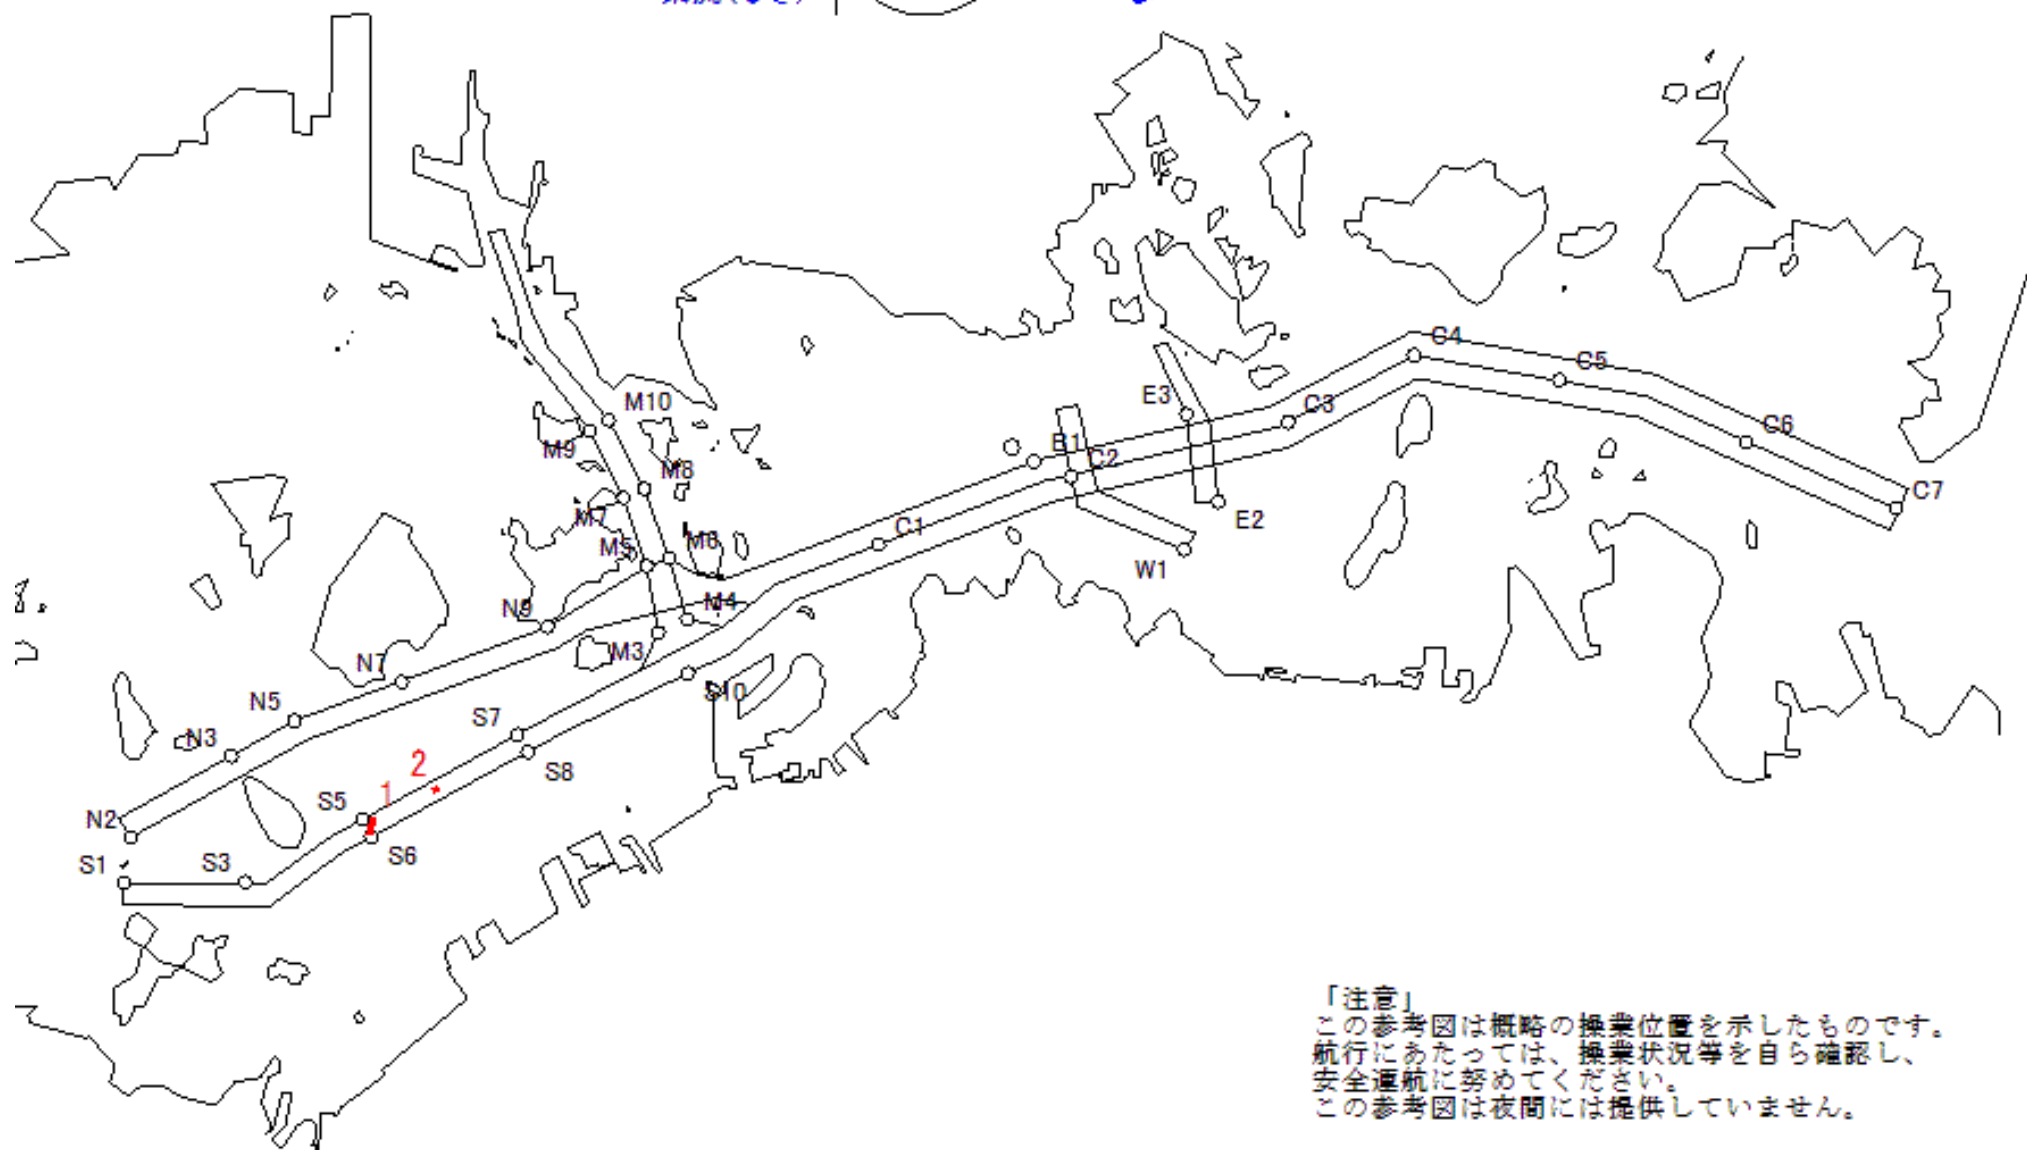 C4
C5
E3
M10
C3
B1
C6
M9
C2
M8
C7
M7
E2
C1
M6
M5
W1
N9
M4
M3
N7
S10
N5
S7
N3
2
S8
1
S5
N2
S6
S1
S3
「注意」
この参考図は概略の操業位置を示したものです。
航行にあたっては、操業状況等を自ら確認し、
安全運航に努めてください。
この参考図は夜間には提供していません。